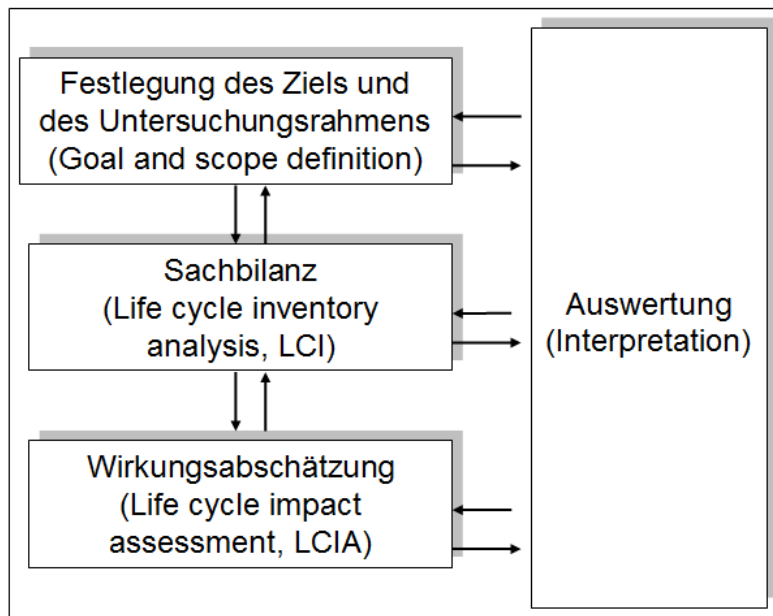 Festlegung des Ziels und
des Untersuchungsrahmens
(Goal and scope definition)
Sachbilanz
(Life cycle inventory
analysis, LCI)
Wirkungsabschätzung
(Life cycle impact
assessment, LCIA)
Auswertung
(Interpretation)